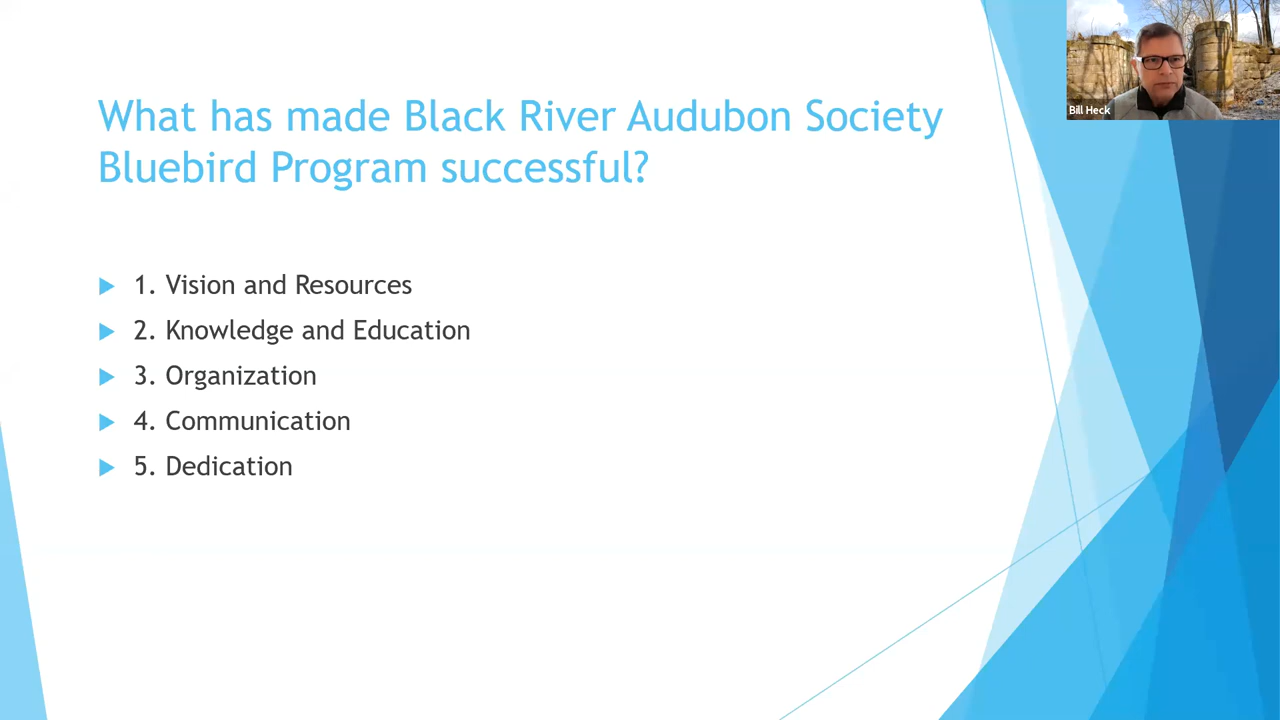 What has made Black River Audubon Society
Bluebird Program successful?
1. Vision and Resources
2. Knowledge and Education
3. Organization
4. Communication
5. Dedication
Bill Heck